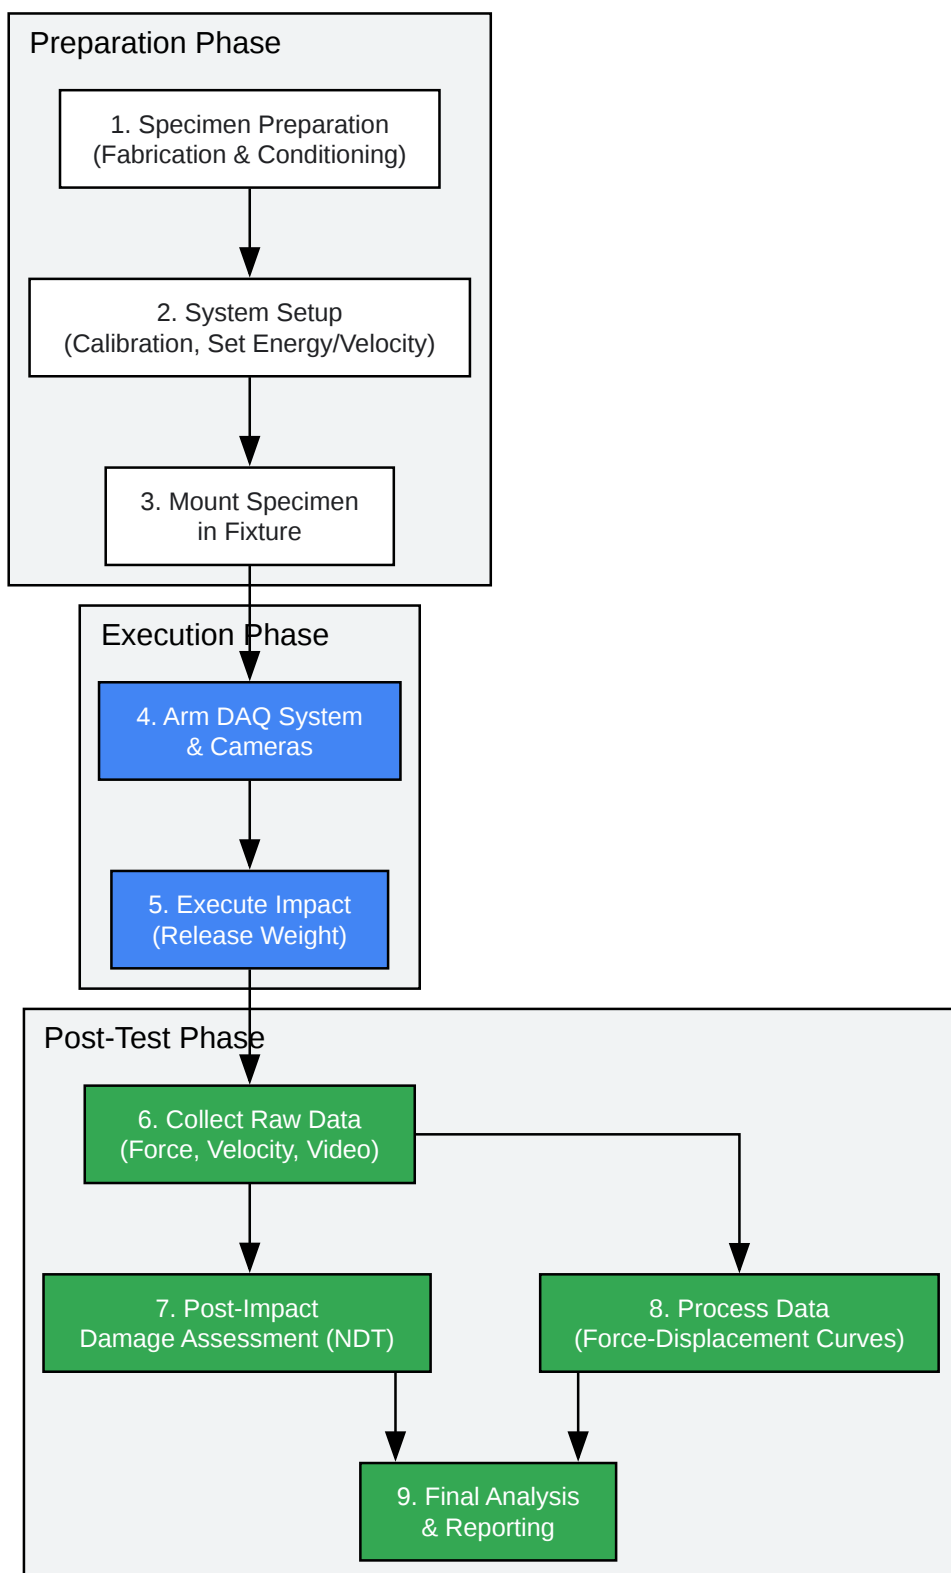 Preparation Phase
1. Specimen Preparation
(Fabrication & Conditioning)
2. System Setup
(Calibration, Set Energy/Velocity)
3. Mount Specimen
in Fixture
Execution Phase
4. Arm DAQ System
& Cameras
5. Execute Impact
(Release Weight)
Post-Test Phase
6. Collect Raw Data
(Force, Velocity, Video)
7. Post-Impact
Damage Assessment (NDT)
8. Process Data
(Force-Displacement Curves)
9. Final Analysis
& Reporting